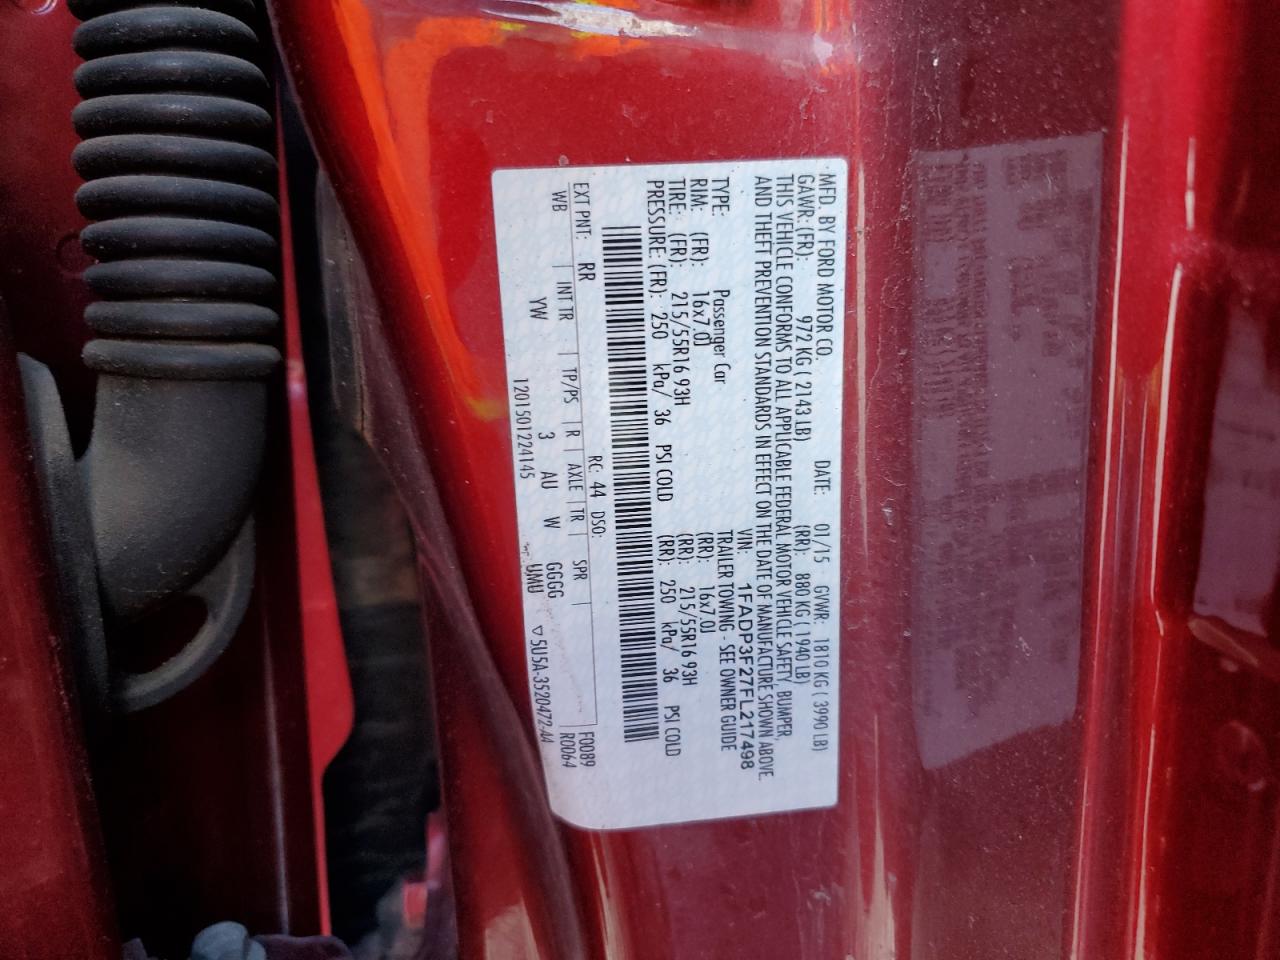 MFD. BY FORD MOTOR CO. DATE: 01/15 GVWR: 1810 KG ( 3990 LB)
GAWR: (FR): 972 KG ( 2143 LB) (RR): 880 KG ( 1940 LB)
THIS VEHICLE CONFORMS TO ALL APPLICABLE FEDERAL MOTOR VEHICLE SAFETY, BUMPER,
AND THEFT PREVENTION STANDARDS IN EFFECT ON THE DATE OF MANUFACTURE SHOWN ABOVE.
VIN: 1FADP3F27FL217498
TYPE: Passenger Car TRAILER TOWING - SEE OWNER GUIDE
RIM: (FR): 16x7.0J (RR): 16x7.0J
TIRE: (FR): 215/55R16 93H (RR): 215/55R16 93H
PRESSURE: (FR): 250 kPa/ 36 PSI COLD (RR): 250 kPa/ 36 PSI COLD
RC: 44 DSO:
EXT PNT: RR F0089
WB INT TR TP/PS R AXLE TR SPR R0064
YW 3 AU W GGGG
120150122414​5 UMU ▽5U5A-3520472-AA